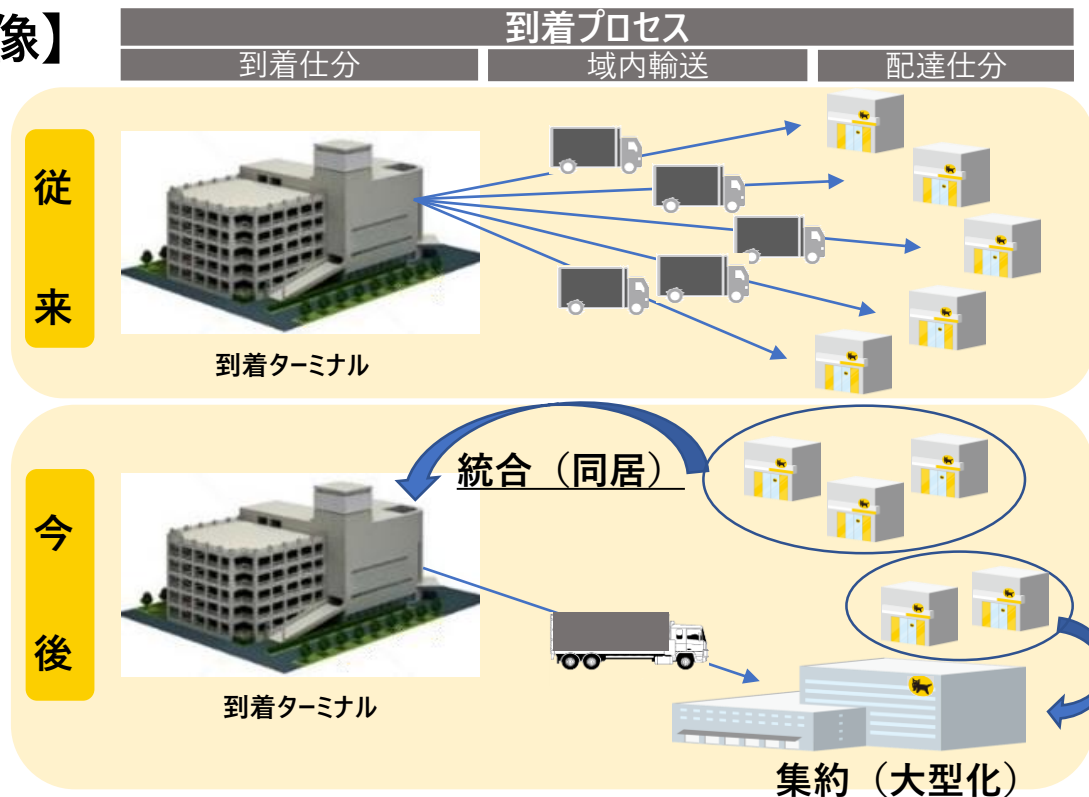 像】
到着プロセス
到着仕分
域内輸送
配達仕分
従
来
到着ターミナル
統合（同居）
今
後
到着ターミナル
集約（大型化）